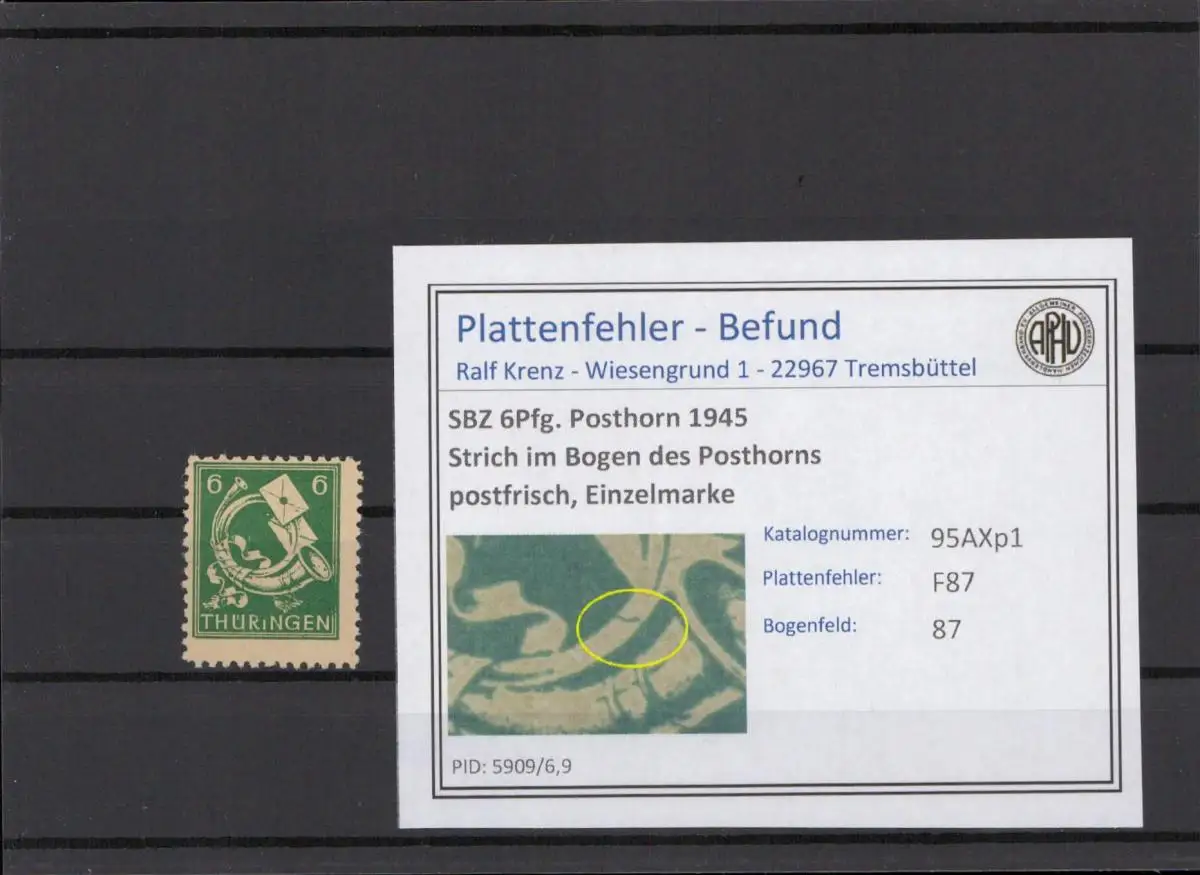 6 6
THÜRiNGEN
Plattenfehler - Befund
Ralf Krenz - Wiesengrund 1 - 22967 Tremsbüttel
APHV
SBZ 6Pfg. Posthorn 1945
Strich im Bogen des Posthorns
postfrisch, Einzelmarke
Katalognummer: 95AXp1
Plattenfehler: F87
Bogenfeld: 87
PID: 5909/6,9